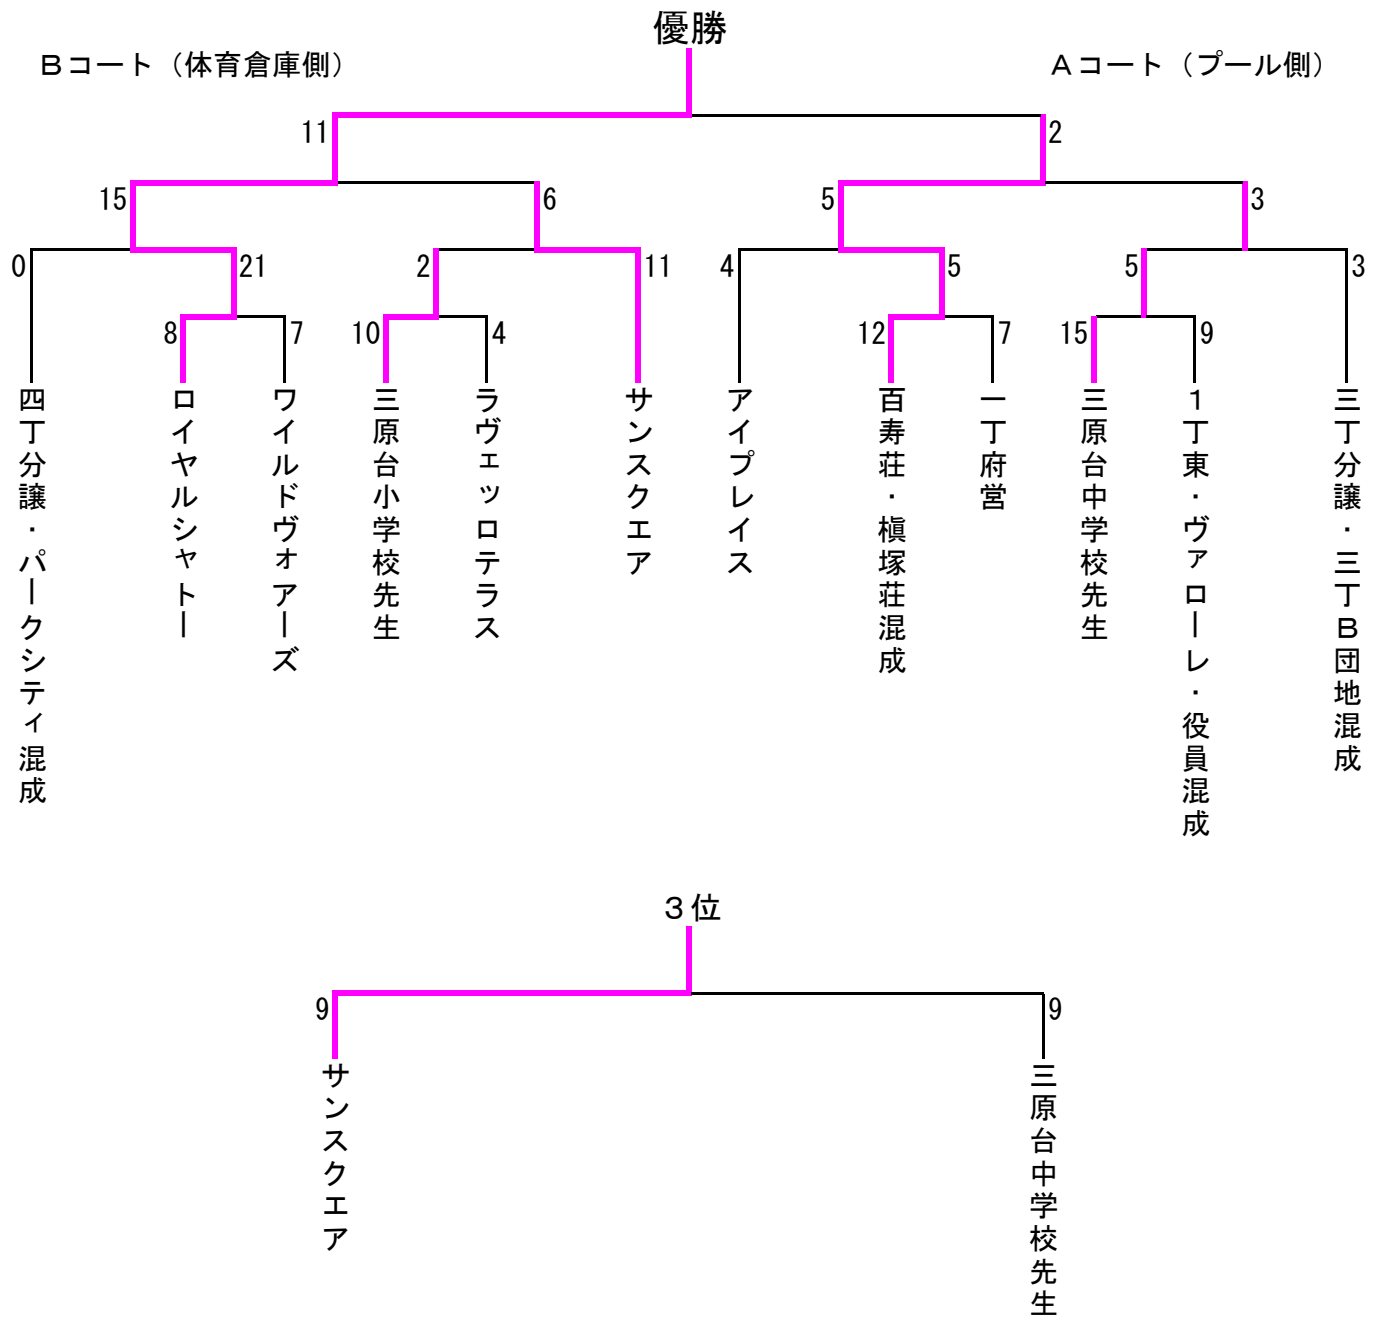 優勝
Bコート（体育倉庫側）
Aコート（プール側）
11
2
15
6
5
3
0
21
2
11
4
5
5
3
8
7
10
4
12
7
15
9
四丁分譲・パークシティ混成
ロイヤルシャトー
ワイルドヴォアーズ
三原台小学校先生
ラヴェッロテラス
サンスクエア
アイプレイス
百寿荘・槇塚荘混成
一丁府営
三原台中学校先生
1丁東・ヴァローレ・役員混成
三丁分譲・三丁B団地混成
3位
9
9
サンスクエア
三原台中学校先生